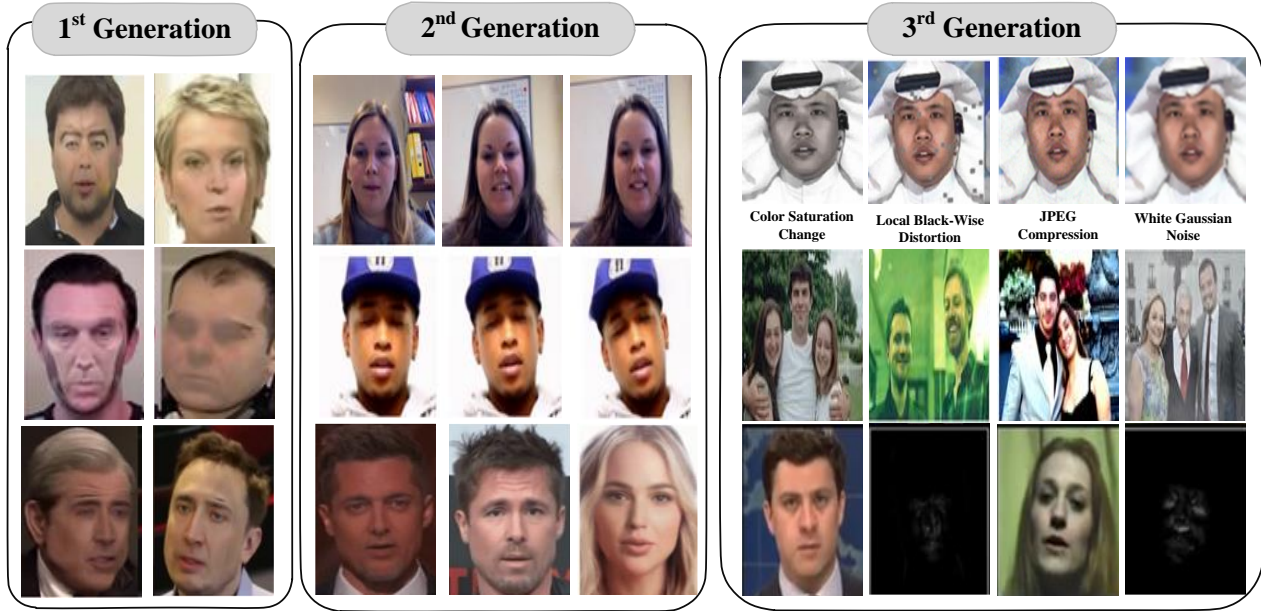 1st Generation
2nd Generation
3rd Generation
Color Saturation
Change
Local Black-Wise
Distortion
JPEG
Compression
White Gaussian
Noise